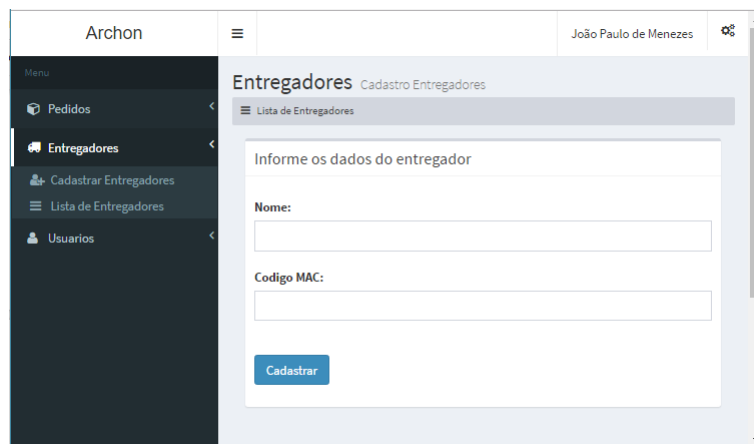 Archon
João Paulo de Menezes
Menu
Pedidos
Entregadores
Cadastrar Entregadores
Lista de Entregadores
Usuarios
Entregadores Cadastro Entregadores
Lista de Entregadores
Informe os dados do entregador
Nome:
Codigo MAC:
Cadastrar